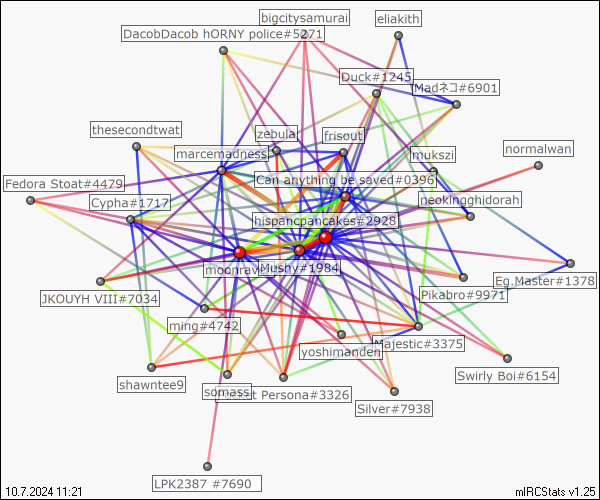 bigcitysamurai
eliakith
DacobDacob hORNY police#5271
Duck#1245
Madネコ#6901
thesecondtwat
zebula
frisout
normalwan
marcemadness
mukszi
Fedora Stoat#4479
Can anything be saved#0396
Cypha#1717
neokingghidorah
hispancpancakes#2928
moonrav
Mushy#1984
Eg.Master#1378
JKOUYH VIII#7034
Pikabro#9971
ming#4742
yoshimanden
Majestic#3375
shawntee9
somass
st Persona#3326
Swirly Boi#6154
Silver#7938
LPK2387 #7690
10.7.2024 11:21
mIRCStats v1.25